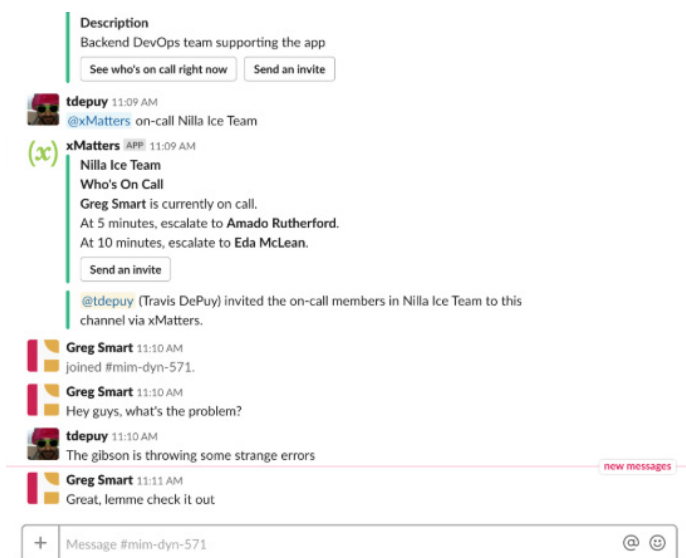 Description
Backend DevOps team supporting the app
See who's on call right now Send an invite
tdepuy 11:09 AM
@xMatters on-call Nilla Ice Team
(x) xMatters APP 11:09 AM
Nilla Ice Team
Who's On Call
Greg Smart is currently on call.
At 5 minutes, escalate to Amado Rutherford.
At 10 minutes, escalate to Eda McLean.
Send an invite
@tdepuy (Travis DePuy) invited the on-call members in Nilla Ice Team to this
channel via xMatters.
Greg Smart 11:10 AM
joined #mim-dyn-571.
Greg Smart 11:10 AM
Hey guys, what's the problem?
tdepuy 11:10 AM
The gibson is throwing some strange errors
new messages
Greg Smart 11:11 AM
Great, lemme check it out
+ Message #mim-dyn-571 @